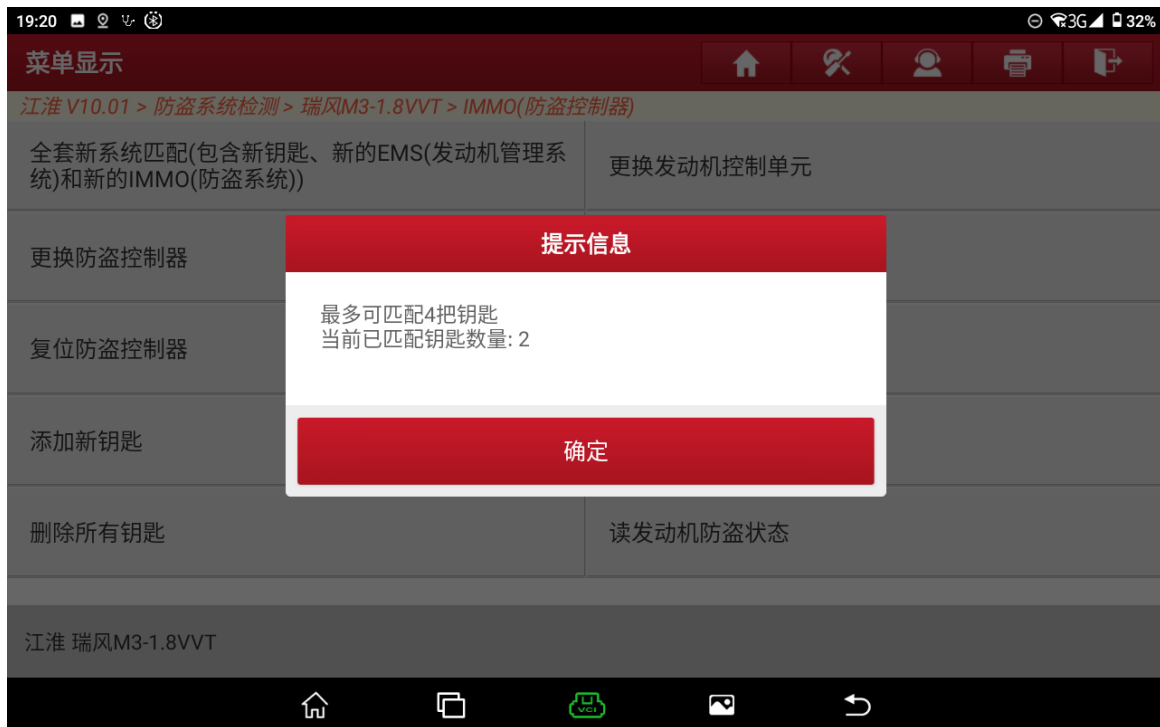 19:20
3G 32%
菜单显示
江淮 V10.01 > 防盗系统检测 > 瑞风M3-1.8VVT > IMMO(防盗控制器)
全套新系统匹配(包含新钥匙、新的EMS(发动机管理系
统)和新的IMMO(防盗系统))
更换发动机控制单元
更换防盗控制器
提示信息
最多可匹配4把钥匙
当前已匹配钥匙数量: 2
复位防盗控制器
添加新钥匙
确定
删除所有钥匙
读发动机防盗状态
江淮 瑞风M3-1.8VVT
VCI